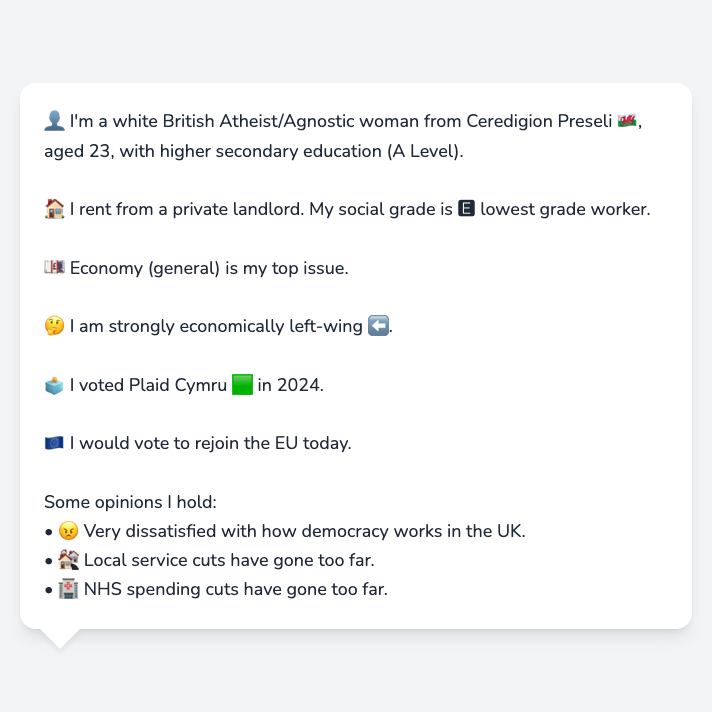 👤 I'm a white British Atheist/Agnostic woman from Ceredigion Preseli 🏴󠁧󠁢󠁷󠁬󠁳󠁿,
aged 23, with higher secondary education (A Level).
🏠 I rent from a private landlord. My social grade is 🅴 lowest grade worker.
💷 Economy (general) is my top issue.
🤔 I am strongly economically left-wing ⬅️.
🗳️ I voted Plaid Cymru 🟩 in 2024.
🇪🇺 I would vote to rejoin the EU today.
Some opinions I hold:
• 😠 Very dissatisfied with how democracy works in the UK.
• 🏚️ Local service cuts have gone too far.
• 🏥 NHS spending cuts have gone too far.